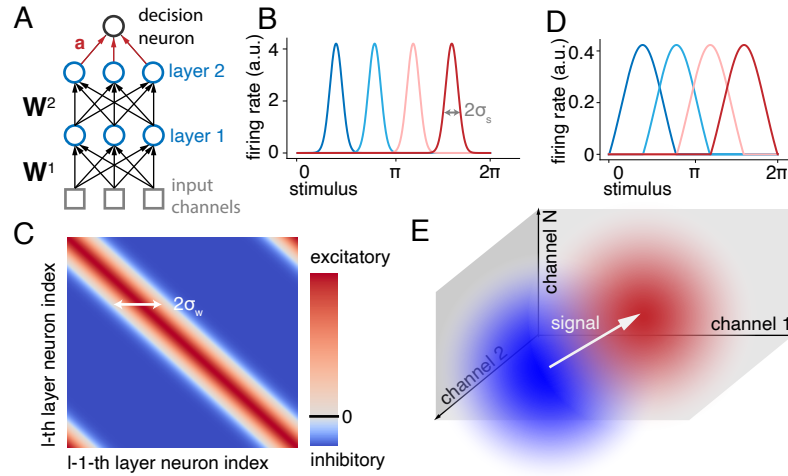 A
decision
neuron
a
layer 2
W²
layer 1
W¹
input
channels
B
firing rate (a.u.)
4
2
0
2σₛ
0
π
2π
stimulus
D
firing rate (a.u.)
0.4
0.2
0
0
π
2π
stimulus
C
l-th layer neuron index
2σ_w
l-1-th layer neuron index
excitatory
0
inhibitory
E
channel N
signal
channel 1
channel 2